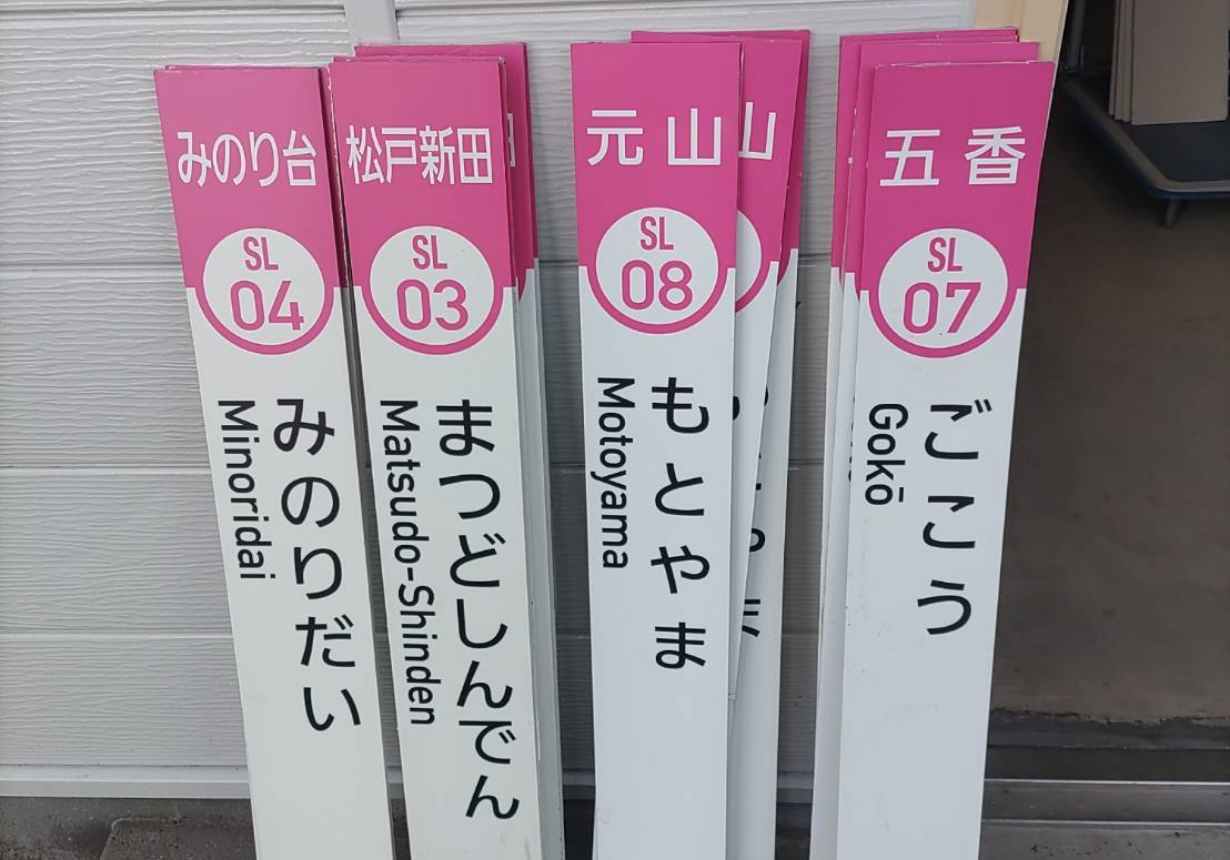 みのり台
SL
04
みのりだい
Minoridai
松戸新田
SL
03
まつどしんでん
Matsudo-Shinden
元山
SL
08
もとやま
Motoyama
山
五香
SL
07
ごこう
Gokō